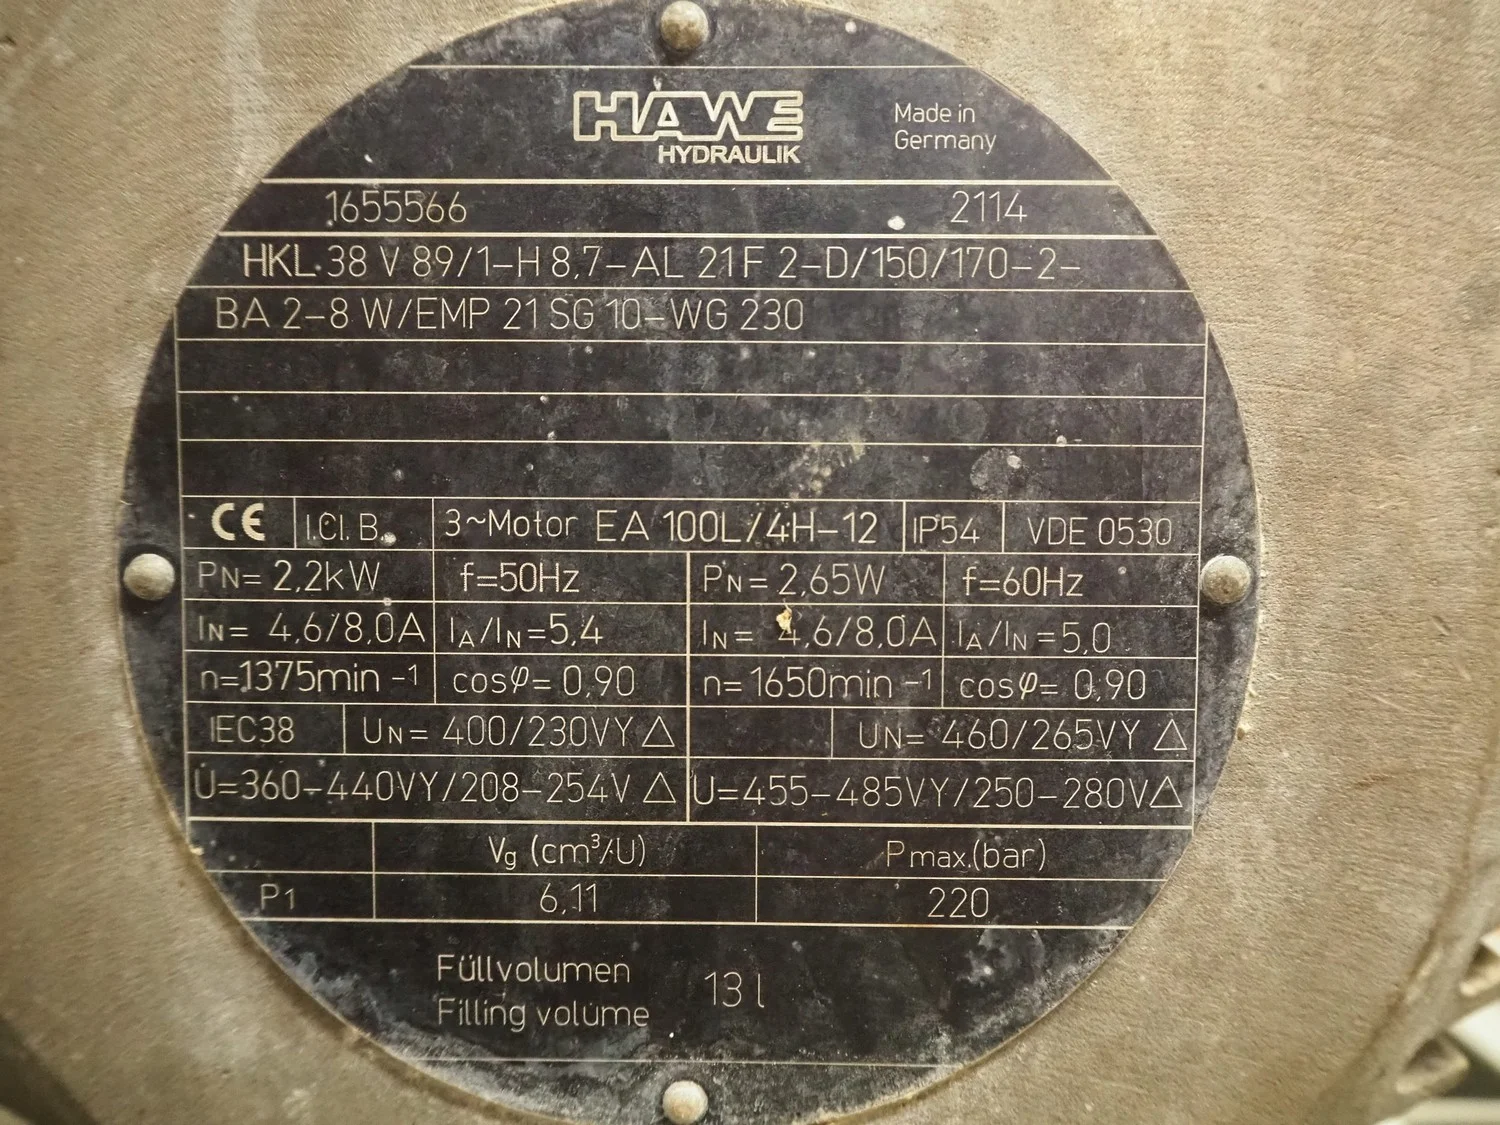 HAWE
HYDRAULIK
Made in
Germany
1655566 2114
HKL 38 V 89/1-H 8,7-AL 21 F 2-D/150/170-2-
BA 2-8 W/EMP 21 SG 10-WG 230
CE I.Cl. B. 3~Motor EA 100L/4H-12 IP54 VDE 0530
PN= 2,2kW f=50Hz PN= 2,65W f=60Hz
IN= 4,6/8,0A IA/IN=5,4 IN= 4,6/8,0A IA/IN=5,0
n=1375min -1 cosφ= 0,90 n=1650min -1 cosφ= 0,90
IEC38 UN= 400/230VY△ UN= 460/265VY△
U=360-440VY/208-254V△ U=455-485VY/250-280V△
Vg (cm³/U) Pmax.(bar)
P1 6,11 220
Füllvolumen
Filling volume
13 l